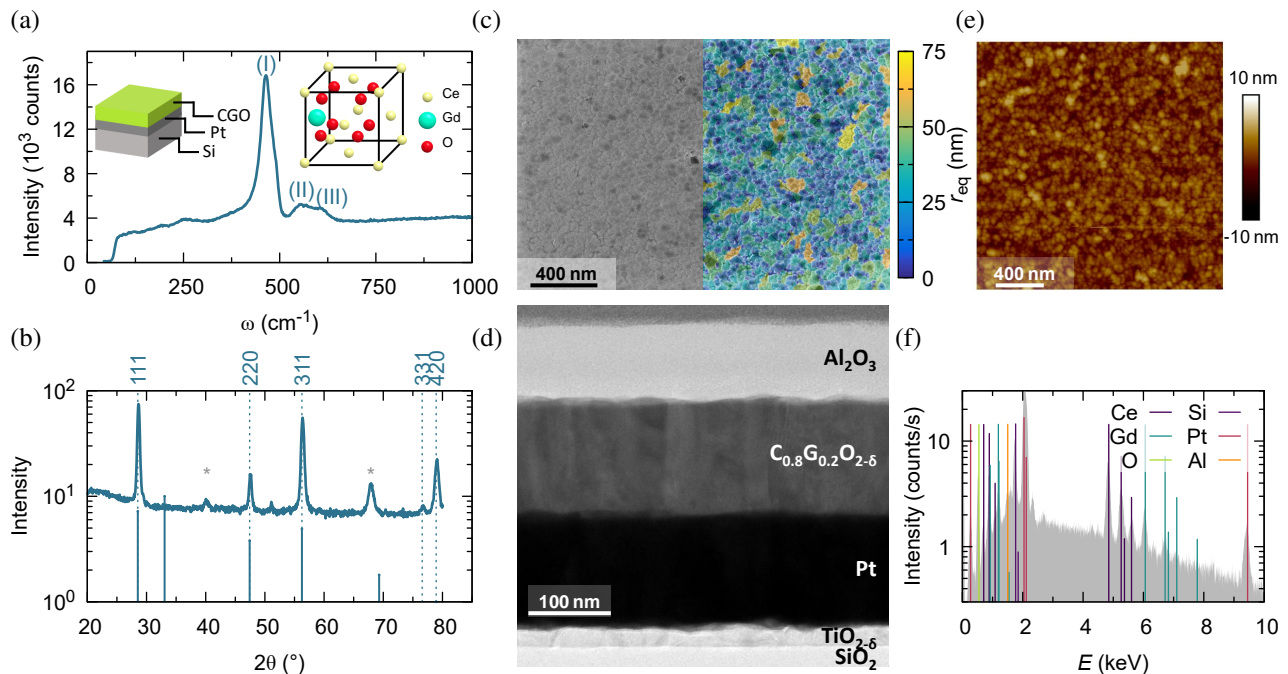 (a)
Intensity (10³ counts)
16
12
8
4
0
0
250
500
750
1000
ω (cm⁻¹)
(I)
(II)
(III)
CGO
Pt
Si
Ce
Gd
O
(b)
111
220
311
331
420
Intensity
10²
10¹
10⁰
*
*
20
30
40
50
60
70
80
2θ (°)
(c)
400 nm
75
50
25
0
r_eq (nm)
(d)
Al₂O₃
C₀.₈G₀.₂O₂₋δ
Pt
100 nm
TiO₂₋δ
SiO₂
(e)
400 nm
10 nm
-10 nm
(f)
Intensity (counts/s)
10
1
Ce
Si
Gd
Pt
O
Al
0
2
4
6
8
10
E (keV)